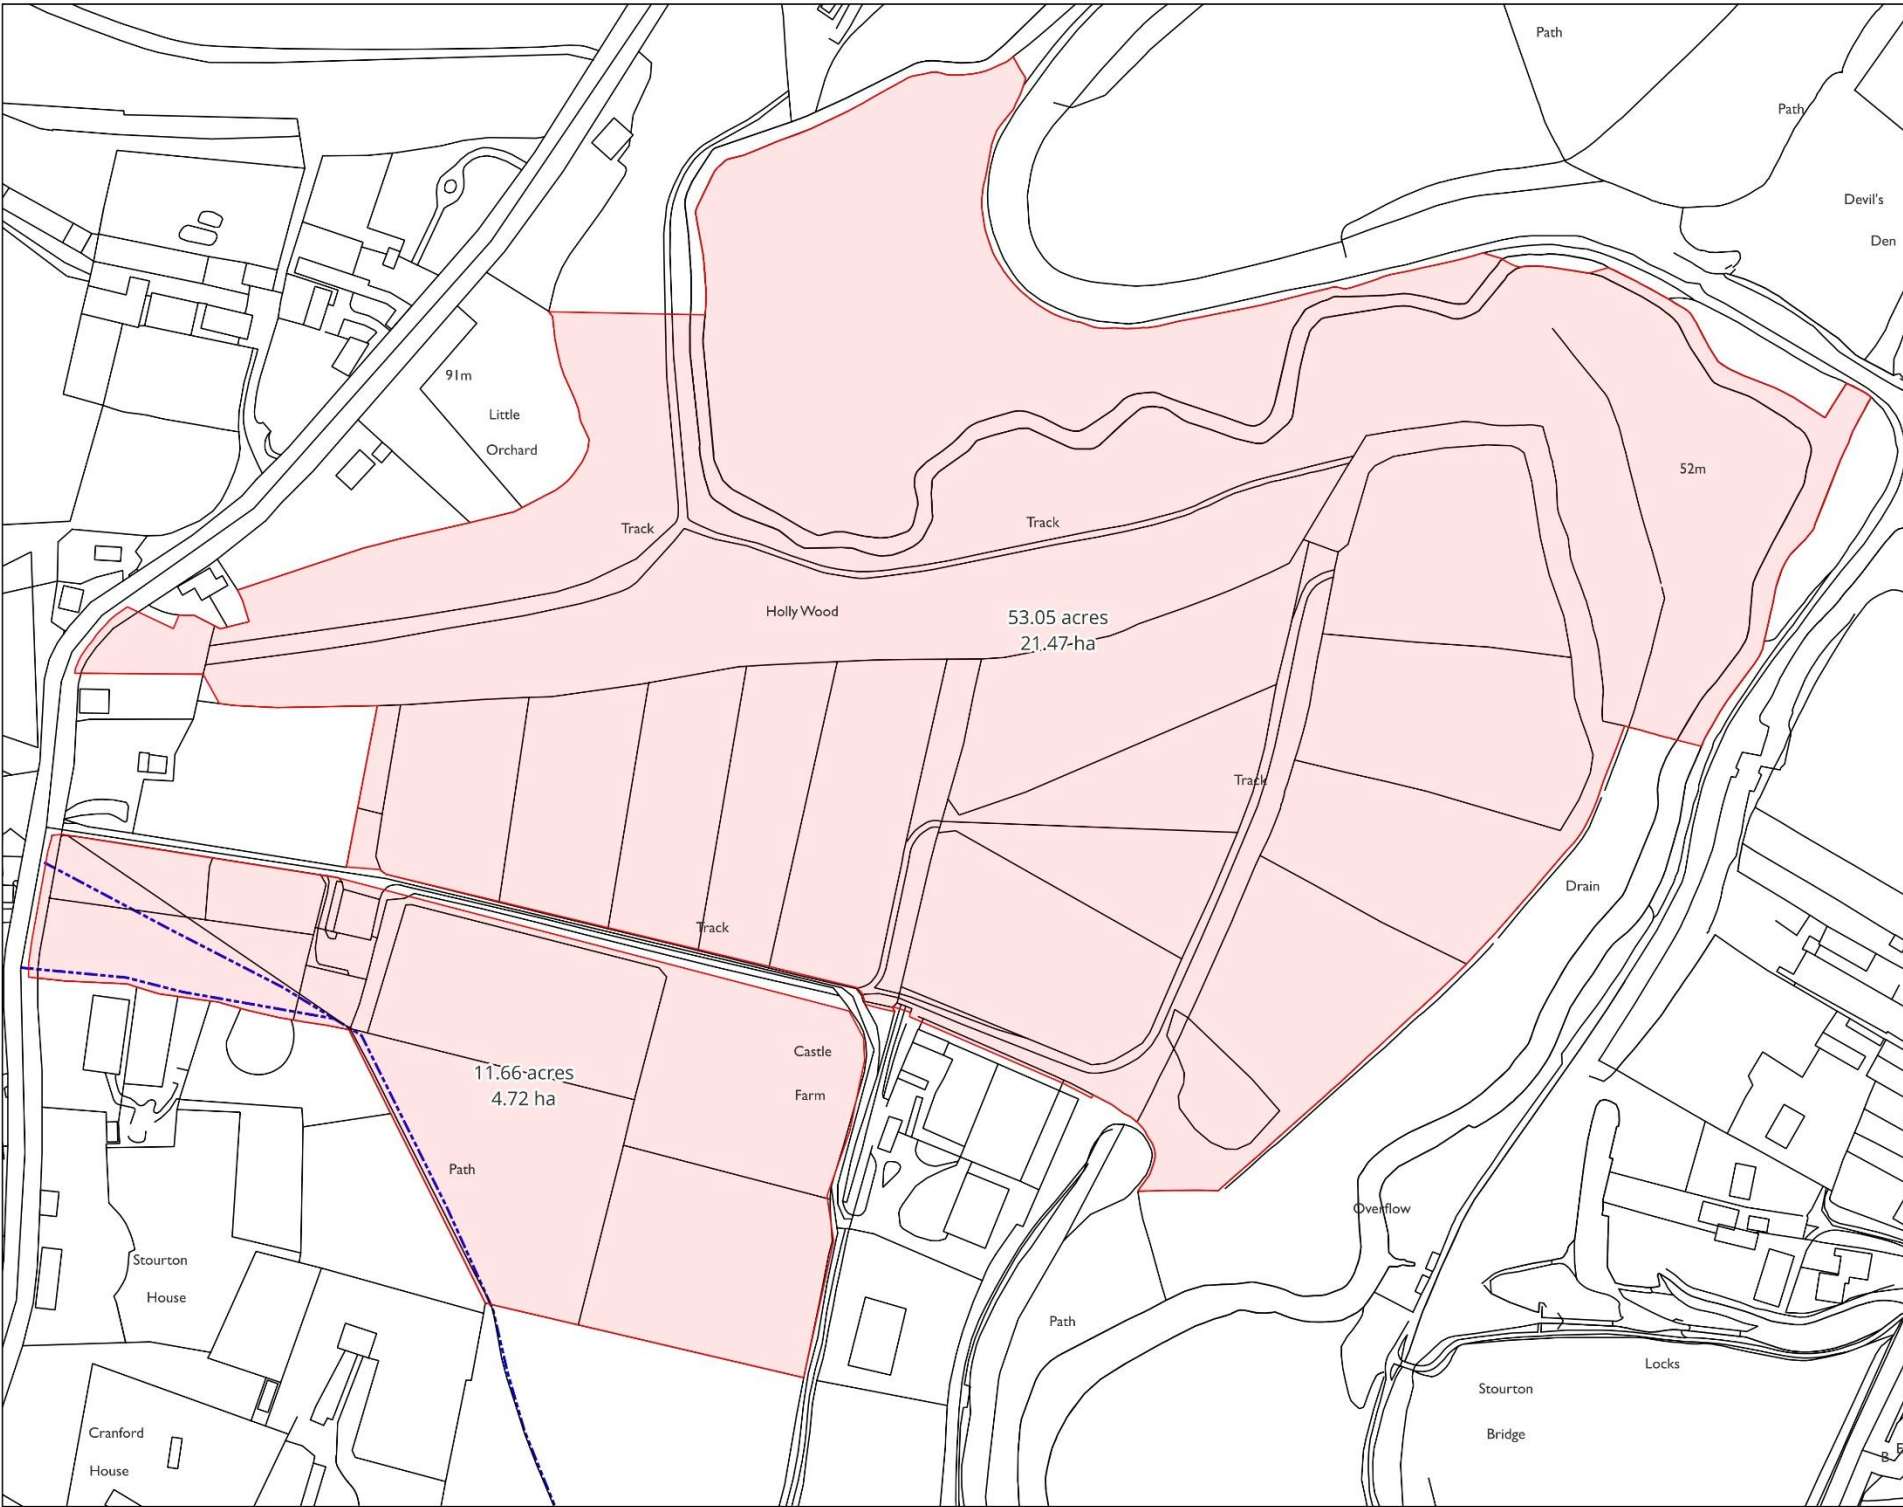 Path
Path
Devil's
Den
91m
Little
Orchard
52m
Track
Track
Holly Wood
53.05 acres
21.47 ha
Track
Drain
Track
Castle
Farm
11.66 acres
4.72 ha
Path
Overflow
Stourton
House
Path
Locks
Stourton
Bridge
Cranford
House
B